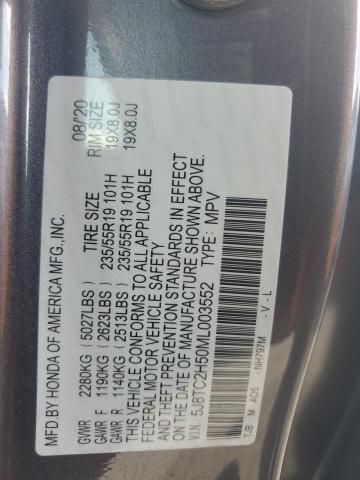 MFD.BY HONDA OF AMERICA MFG.,INC. 08/'20
TIRE SIZE RIM SIZE
GVWR 2280KG (5027LBS)
GAWR F 1190KG (2623LBS) 235/55R19 101H 19X8.0J
GAWR R 1140KG (2513LBS) 235/55R19 101H 19X8.0J
THIS VEHICLE CONFORMS TO ALL APPLICABLE
FEDERAL MOTOR VEHICLE SAFETY
AND THEFT PREVENTION STANDARDS IN EFFECT
ON THE DATE OF MANUFACTURE SHOWN ABOVE.
V.I.N.: 5J8TC2H50ML003552 TYPE: MPV
TJB M A05 -NH797M - V - L